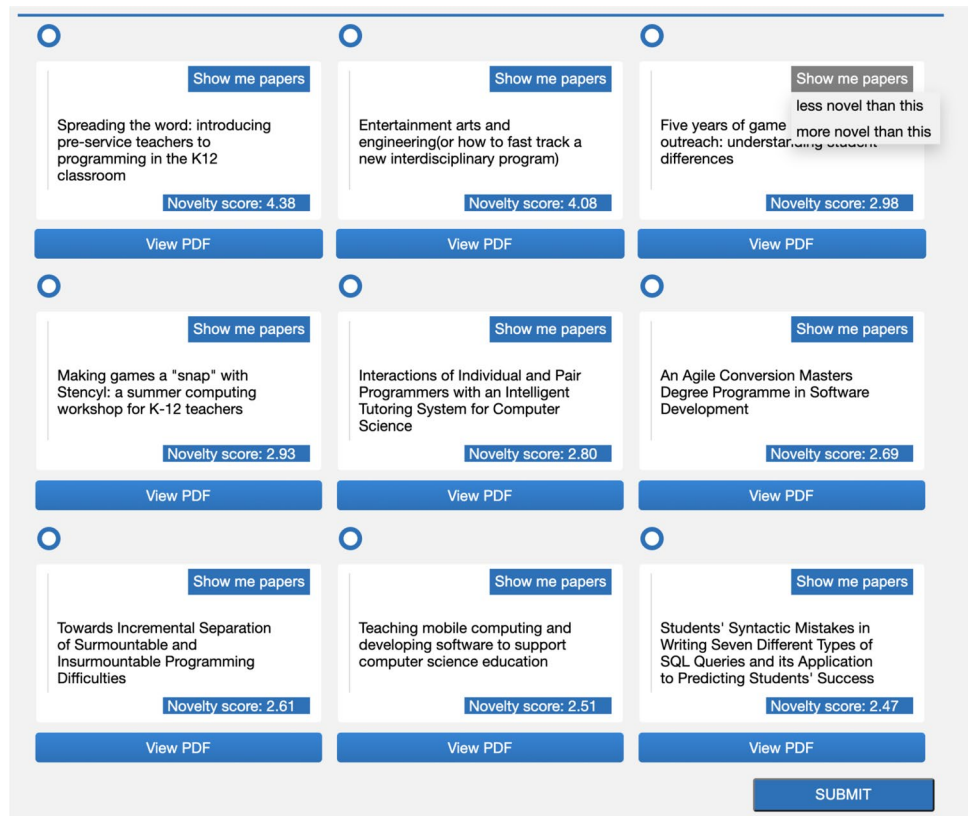 Show me papers
Spreading the word: introducing
pre-service teachers to
programming in the K12
classroom
Novelty score: 4.38
View PDF
Show me papers
Entertainment arts and
engineering(or how to fast track a
new interdisciplinary program)
Novelty score: 4.08
View PDF
Show me papers
less novel than this
more novel than this
Five years of game
outreach: understanding student
differences
Novelty score: 2.98
View PDF
Show me papers
Making games a "snap" with
Stencyl: a summer computing
workshop for K-12 teachers
Novelty score: 2.93
View PDF
Show me papers
Interactions of Individual and Pair
Programmers with an Intelligent
Tutoring System for Computer
Science
Novelty score: 2.80
View PDF
Show me papers
An Agile Conversion Masters
Degree Programme in Software
Development
Novelty score: 2.69
View PDF
Show me papers
Towards Incremental Separation
of Surmountable and
Insurmountable Programming
Difficulties
Novelty score: 2.61
View PDF
Show me papers
Teaching mobile computing and
developing software to support
computer science education
Novelty score: 2.51
View PDF
Show me papers
Students' Syntactic Mistakes in
Writing Seven Different Types of
SQL Queries and its Application
to Predicting Students' Success
Novelty score: 2.47
View PDF
SUBMIT